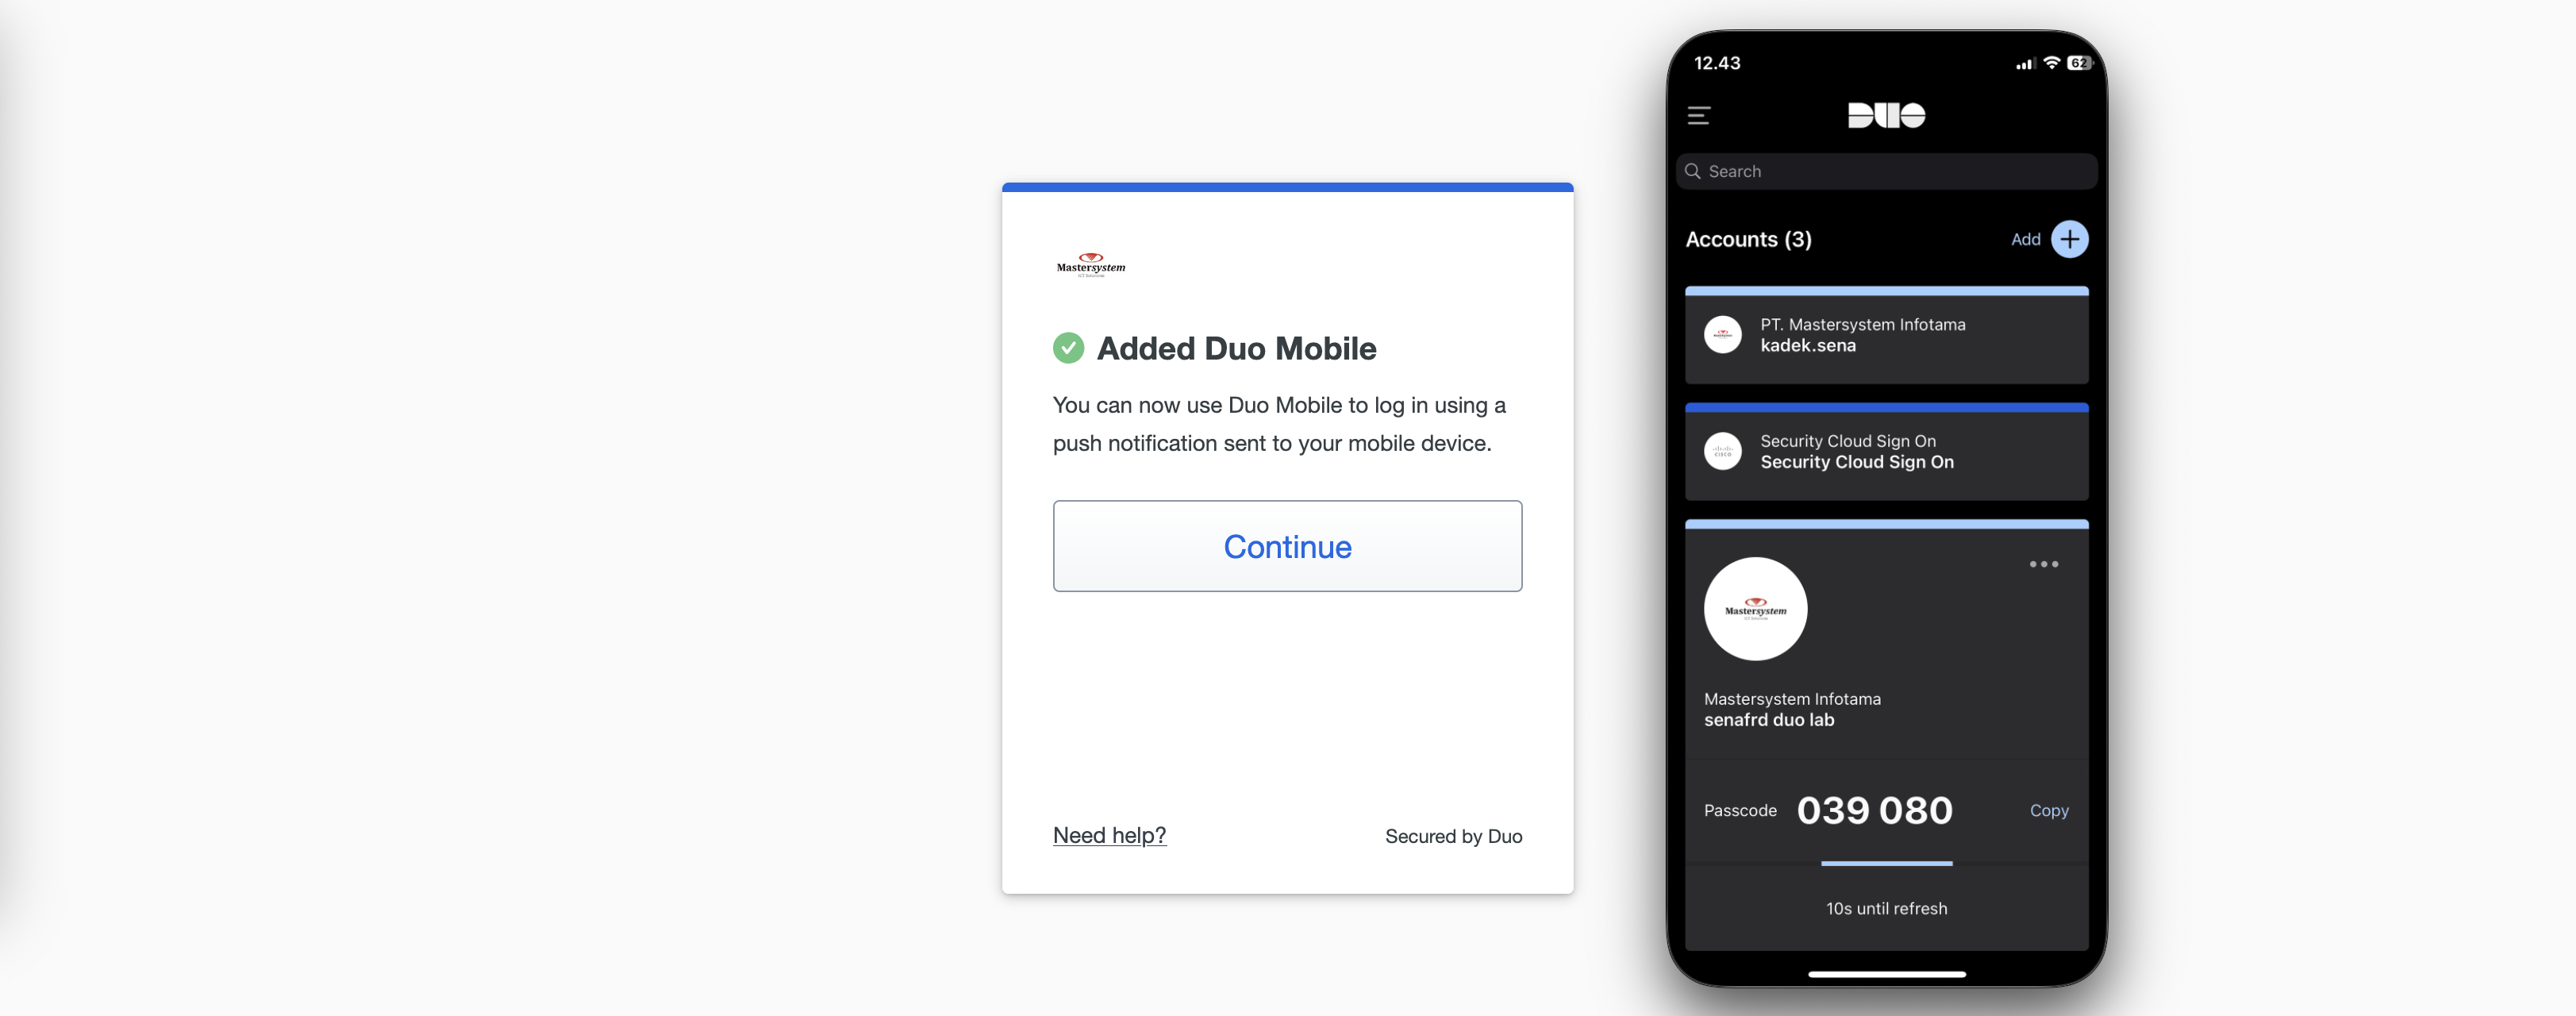 Mastersystem
Added Duo Mobile
You can now use Duo Mobile to log in using a
push notification sent to your mobile device.
Continue
Need help?
Secured by Duo
12.43
62
DUO
Search
Accounts (3)
Add
PT. Mastersystem Infotama
kadek.sena
CISCO
Security Cloud Sign On
Security Cloud Sign On
Mastersystem
Mastersystem Infotama
senafrd duo lab
Passcode
039 080
Copy
10s until refresh